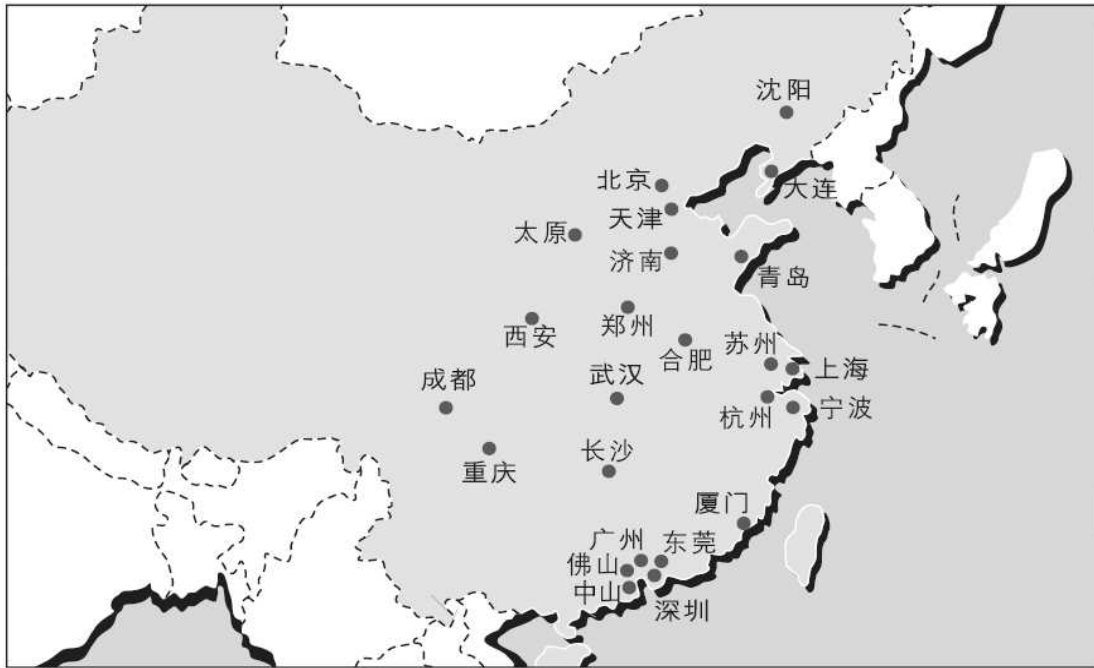 沈阳
北京
大连
天津
太原
济南
青岛
郑州
西安
苏州
合肥
上海
成都
武汉
杭州
宁波
长沙
重庆
厦门
广州
东莞
佛山
中山
深圳